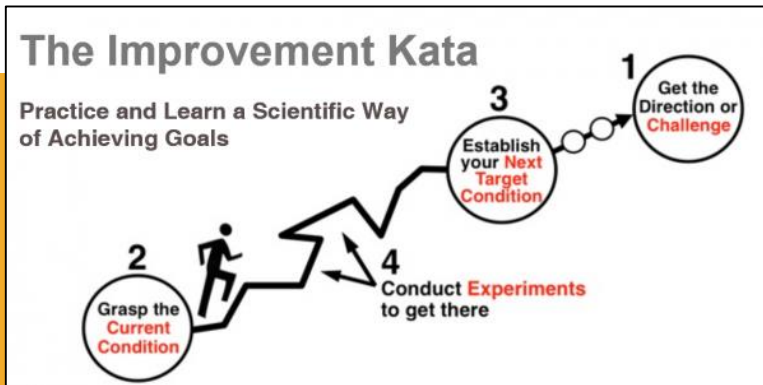 The Improvement Kata
Practice and Learn a Scientific Way
of Achieving Goals
1
Get the
Direction or
Challenge
3
Establish
your Next
Target
Condition
2
Grasp the
Current
Condition
4
Conduct Experiments
to get there